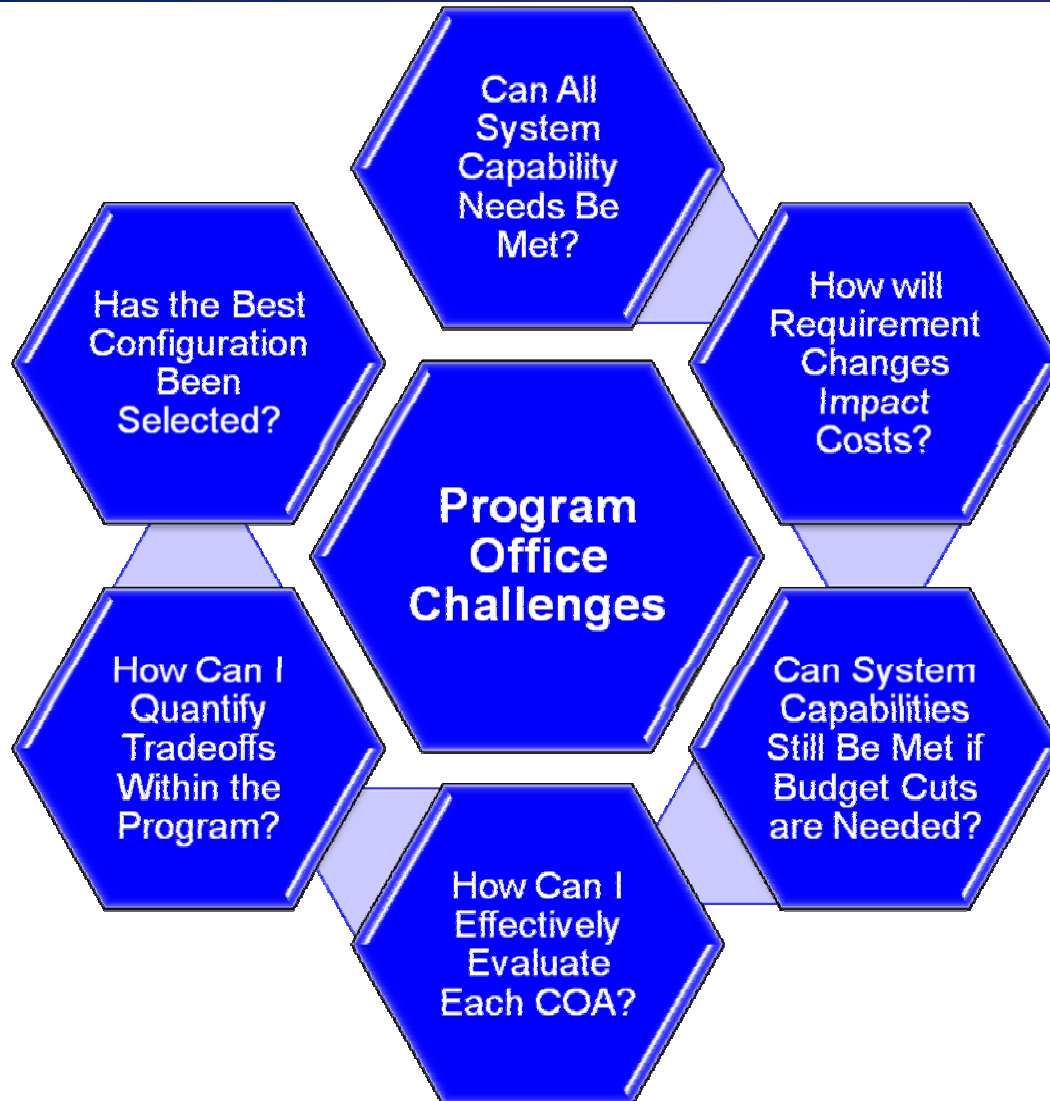 Can All
System
Capability
Needs Be
Met?
How will
Requirement
Changes
Impact
Costs?
Can System
Capabilities
Still Be Met if
Budget Cuts
are Needed?
How Can I
Effectively
Evaluate
Each COA?
How Can I
Quantify
Tradeoffs
Within the
Program?
Has the Best
Configuration
Been
Selected?
Program
Office
Challenges